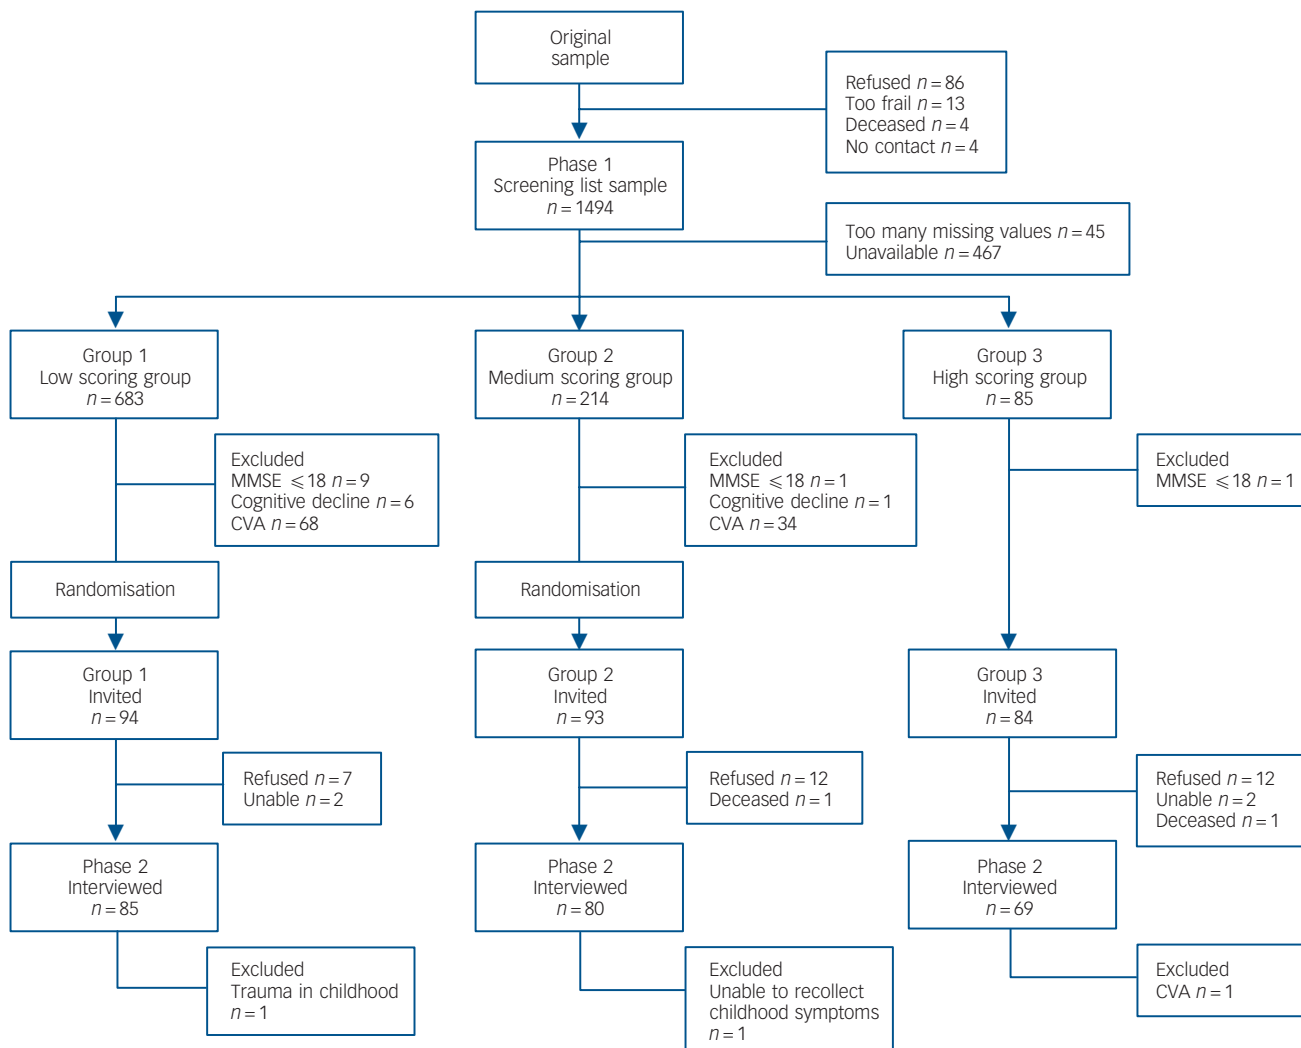 Original
sample
Refused n = 86
Too frail n = 13
Deceased n = 4
No contact n = 4
Phase 1
Screening list sample
n = 1494
Too many missing values n = 45
Unavailable n = 467
Group 1
Low scoring group
n = 683
Group 2
Medium scoring group
n = 214
Group 3
High scoring group
n = 85
Excluded
MMSE ⩽ 18 n = 9
Cognitive decline n = 6
CVA n = 68
Excluded
MMSE ⩽ 18 n = 1
Cognitive decline n = 1
CVA n = 34
Excluded
MMSE ⩽ 18 n = 1
Randomisation
Randomisation
Group 1
Invited
n = 94
Group 2
Invited
n = 93
Group 3
Invited
n = 84
Refused n = 7
Unable n = 2
Refused n = 12
Deceased n = 1
Refused n = 12
Unable n = 2
Deceased n = 1
Phase 2
Interviewed
n = 85
Phase 2
Interviewed
n = 80
Phase 2
Interviewed
n = 69
Excluded
Trauma in childhood
n = 1
Excluded
Unable to recollect
childhood symptoms
n = 1
Excluded
CVA n = 1